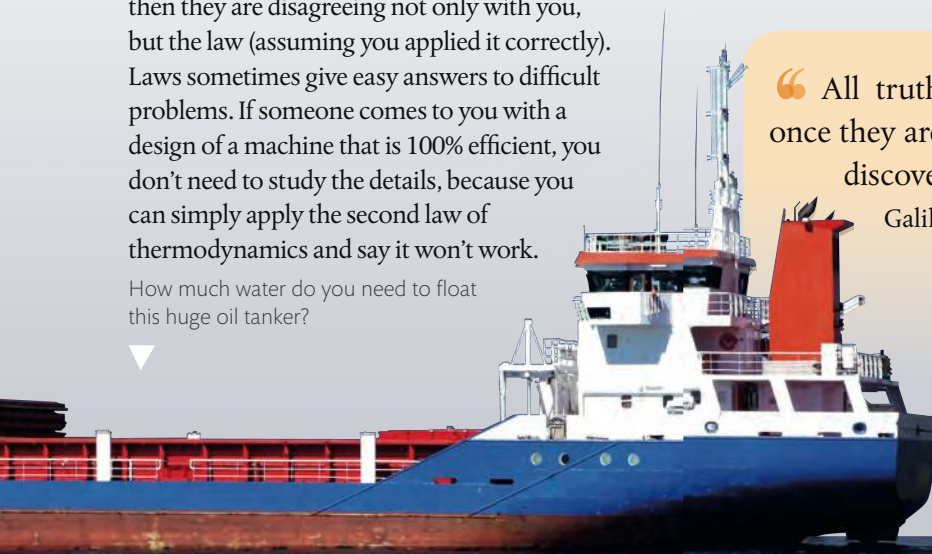 then they are disagreeing not only with you,
but the law (assuming you applied it correctly).
Laws sometimes give easy answers to difficult
problems. If someone comes to you with a
design of a machine that is 100% efficient, you
don’t need to study the details, because you
can simply apply the second law of
thermodynamics and say it won’t work.
How much water do you need to float
this huge oil tanker?
“ All truth
once they are
discove
Galil